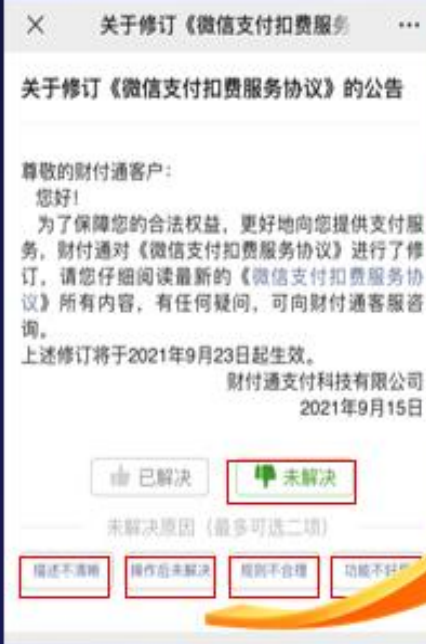 关于修订《微信支付扣费服务
关于修订《微信支付扣费服务协议》的公告
尊敬的财付通客户：
您好！
为了保障您的合法权益，更好地向您提供支付服
务，财付通对《微信支付扣费服务协议》进行了修
订，请您仔细阅读最新的《微信支付扣费服务协
议》所有内容，有任何疑问，可向财付通客服咨
询。
上述修订将于2021年9月23日起生效。
财付通支付科技有限公司
2021年9月15日
已解决 未解决
未解决原因（最多可选二项）
描述不清晰 操作后未解决 规则不合理 功能不好